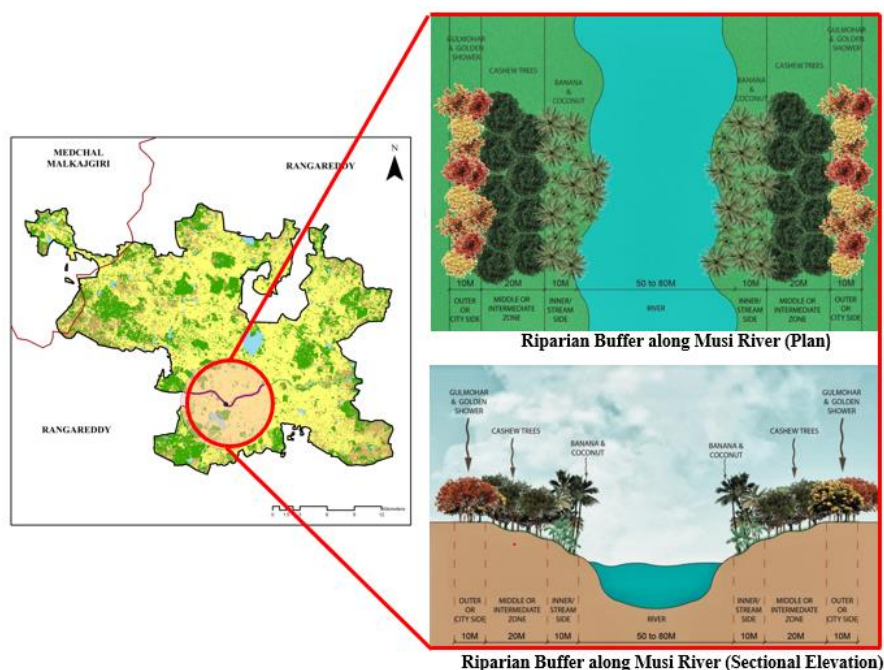 MEDCHAL
MALKAJGIRI
RANGAREDDY
N
RANGAREDDY
Kilometers
GULMOHAR
& GOLDEN
SHOWER
CASHEW TREES
BANANA
&
COCONUT
BANANA
&
COCONUT
CASHEW TREES
GULMOHAR
& GOLDEN
SHOWER
10M
20M
10M
50 to 80M
10M
20M
10M
OUTER
OR
CITY SIDE
MIDDLE OR
INTERMEDIATE
ZONE
INNER/
STREAM
SIDE
RIVER
INNER/
STREAM
SIDE
MIDDLE OR
INTERMEDIATE
ZONE
OUTER
OR
CITY SIDE
Riparian Buffer along Musi River (Plan)
GULMOHAR
& GOLDEN
SHOWER
CASHEW TREES
BANANA &
COCONUT
BANANA &
COCONUT
CASHEW TREES
GULMOHAR
& GOLDEN
SHOWER
OUTER
OR
CITY SIDE
MIDDLE OR
INTERMEDIATE
ZONE
INNER/
STREAM
SIDE
RIVER
INNER/
STREAM
SIDE
MIDDLE OR
INTERMEDIATE
ZONE
OUTER
OR
CITY SIDE
10M
20M
10M
50 to 80M
10M
20M
10M
Riparian Buffer along Musi River (Sectional Elevation)